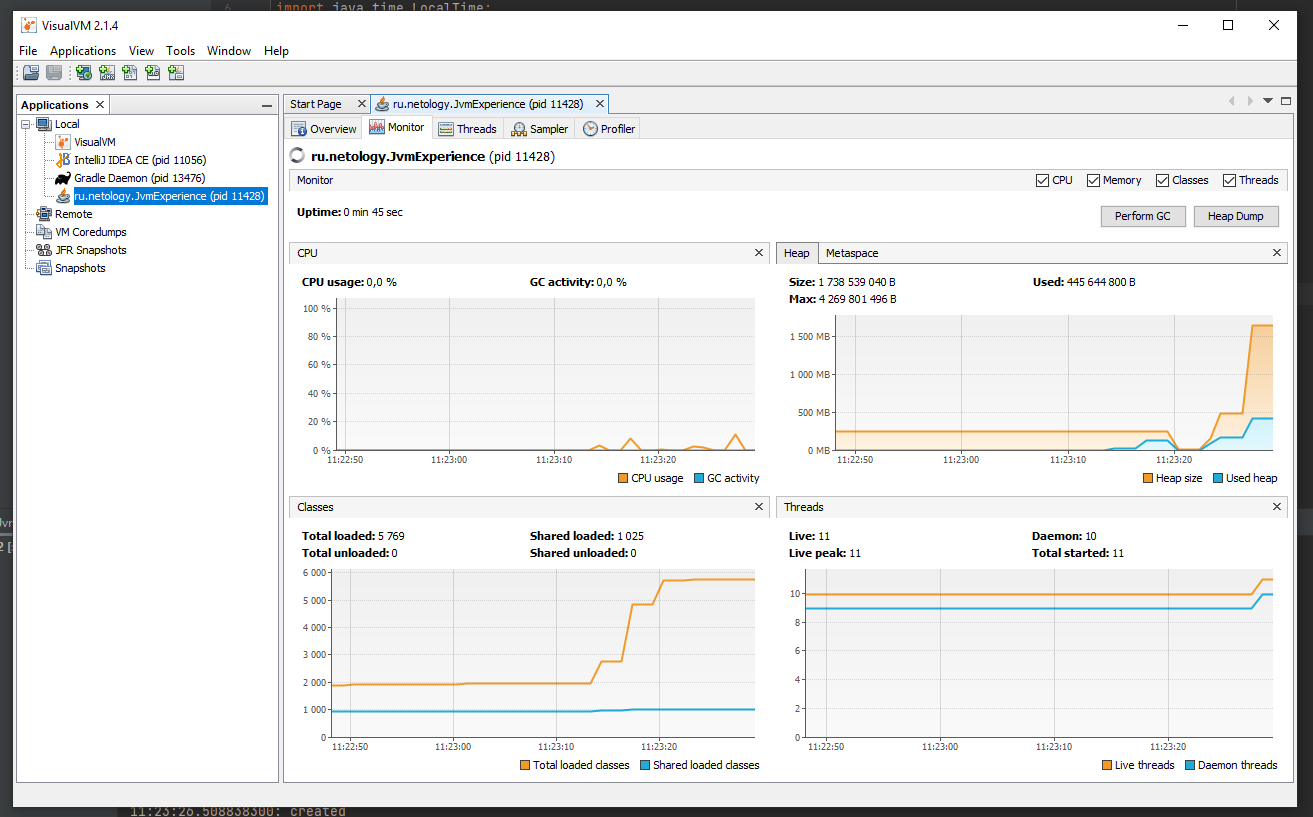 6 import java.time.LocalTime;
VisualVM 2.1.4
File Applications View Tools Window Help
Applications
Local
VisualVM
IntelliJ IDEA CE (pid 11056)
Gradle Daemon (pid 13476)
ru.netology.JvmExperience (pid 11428)
Remote
VM Coredumps
JFR Snapshots
Snapshots
Start Page ru.netology.JvmExperience (pid 11428)
Overview Monitor Threads Sampler Profiler
ru.netology.JvmExperience (pid 11428)
Monitor CPU Memory Classes Threads
Uptime: 0 min 45 sec Perform GC Heap Dump
CPU
CPU usage: 0,0 % GC activity: 0,0 %
100 %
80 %
60 %
40 %
20 %
0 %
11:22:50 11:23:00 11:23:10 11:23:20
CPU usage GC activity
Heap Metaspace
Size: 1 738 539 040 B Used: 445 644 800 B
Max: 4 269 801 496 B
1 500 MB
1 000 MB
500 MB
0 MB
11:22:50 11:23:00 11:23:10 11:23:20
Heap size Used heap
Classes
Total loaded: 5 769 Shared loaded: 1 025
Total unloaded: 0 Shared unloaded: 0
6 000
5 000
4 000
3 000
2 000
1 000
0
11:22:50 11:23:00 11:23:10 11:23:20
Total loaded classes Shared loaded classes
Threads
Live: 11 Daemon: 10
Live peak: 11 Total started: 11
10
8
6
4
2
0
11:22:50 11:23:00 11:23:10 11:23:20
Live threads Daemon threads
11:23:26.508838300: created